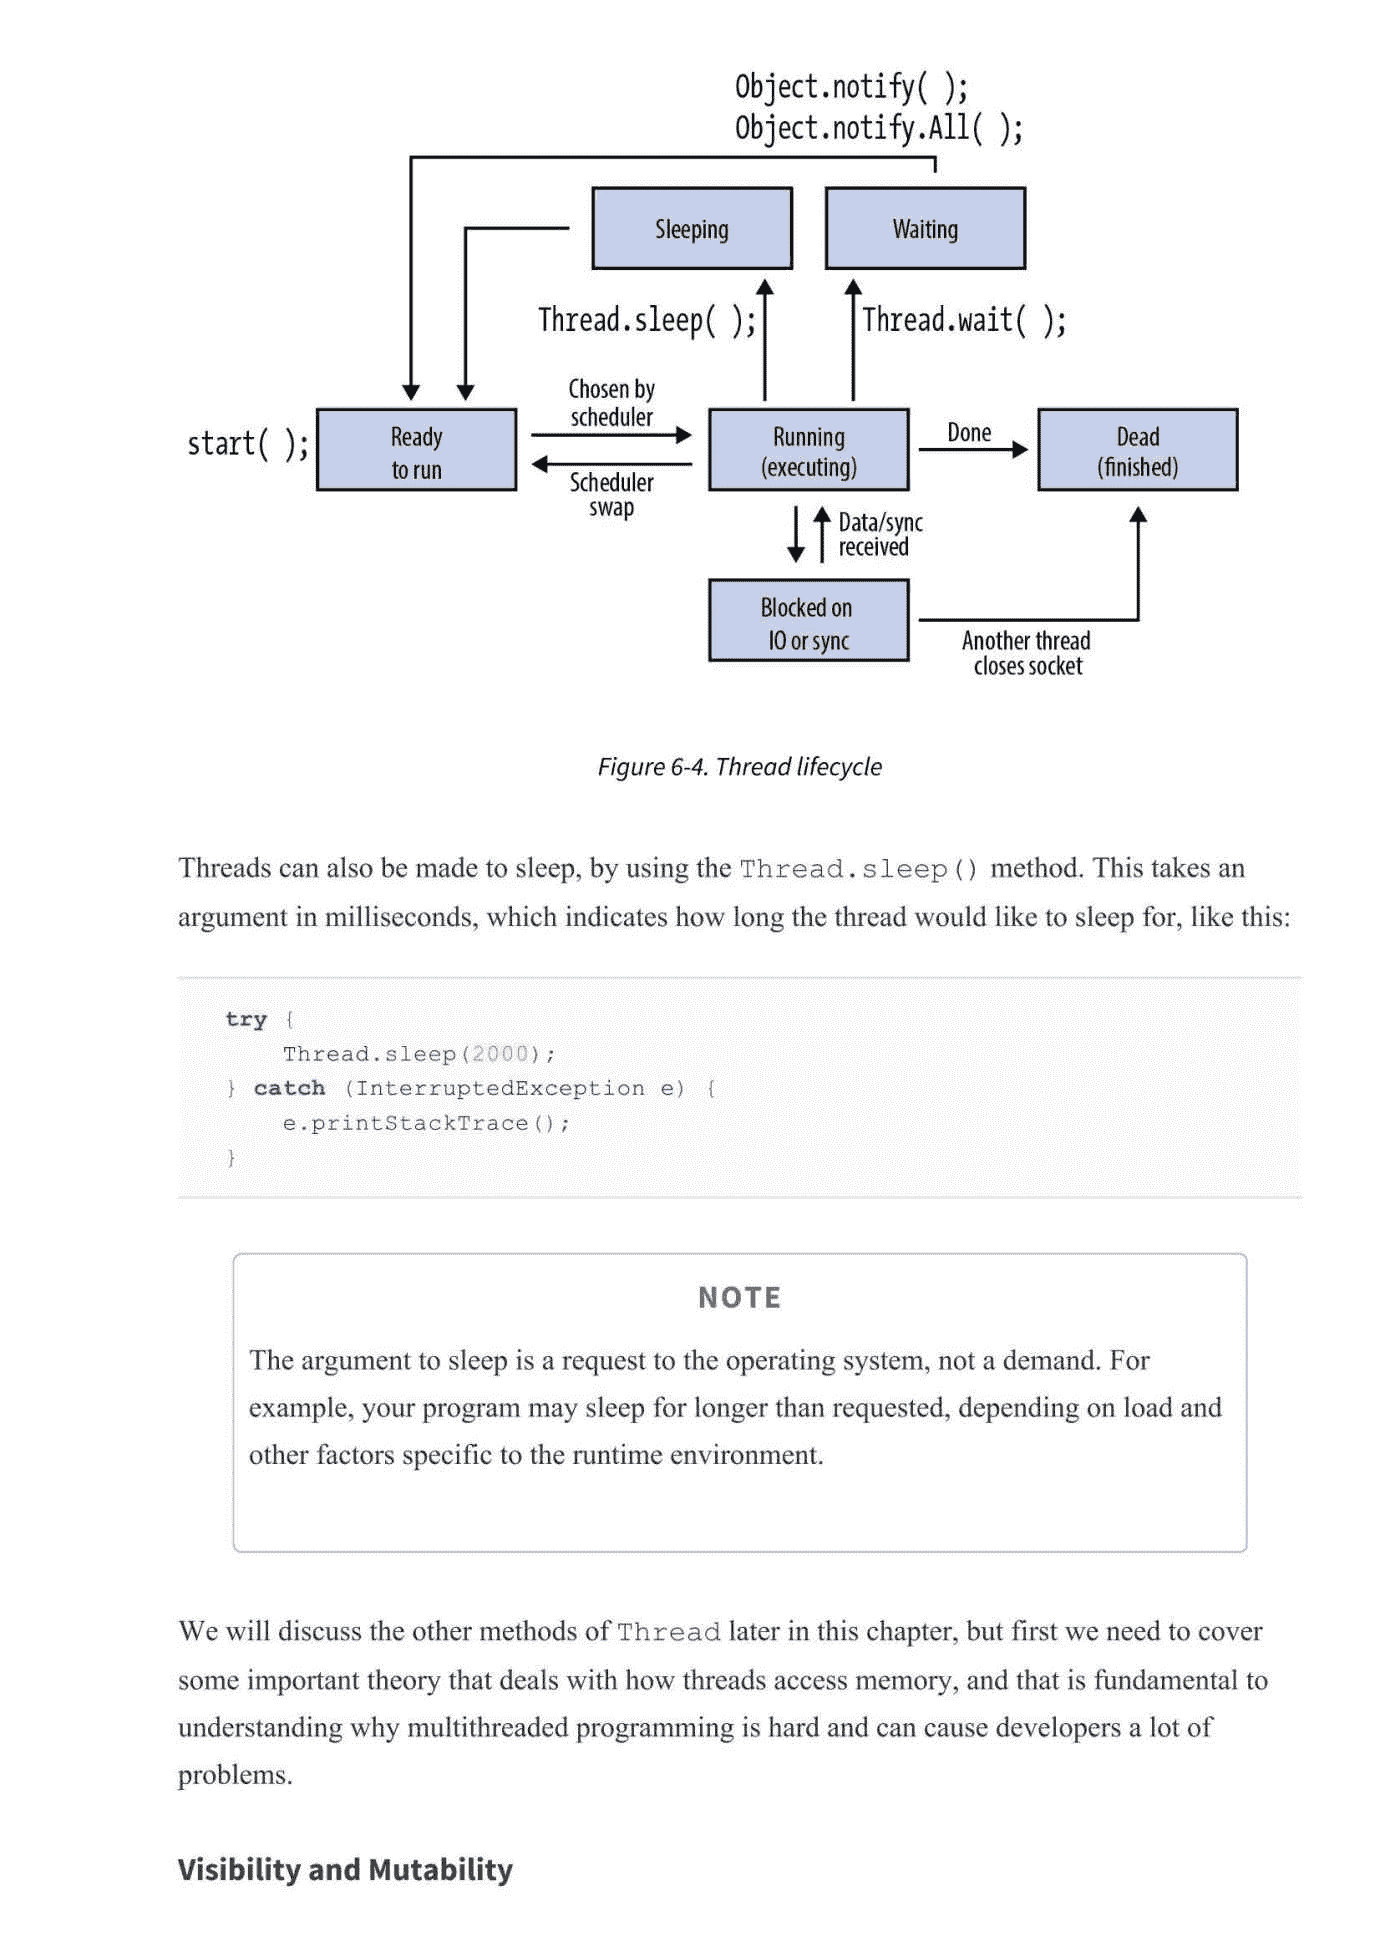 Object.notify( );
Object.notify.All( );
Sleeping
Waiting
Thread.sleep( );
Thread.wait( );
Chosen by
scheduler
start( );
Ready
to run
Running
(executing)
Done
Dead
(finished)
Scheduler
swap
Data/sync
received
Blocked on
IO or sync
Another thread
closes socket
Figure 6-4. Thread lifecycle
Threads can also be made to sleep, by using the Thread.sleep() method. This takes an
argument in milliseconds, which indicates how long the thread would like to sleep for, like this:
try {
    Thread.sleep(2000);
} catch (InterruptedException e) {
    e.printStackTrace();
}
NOTE
The argument to sleep is a request to the operating system, not a demand. For
example, your program may sleep for longer than requested, depending on load and
other factors specific to the runtime environment.
We will discuss the other methods of Thread later in this chapter, but first we need to cover
some important theory that deals with how threads access memory, and that is fundamental to
understanding why multithreaded programming is hard and can cause developers a lot of
problems.
Visibility and Mutability